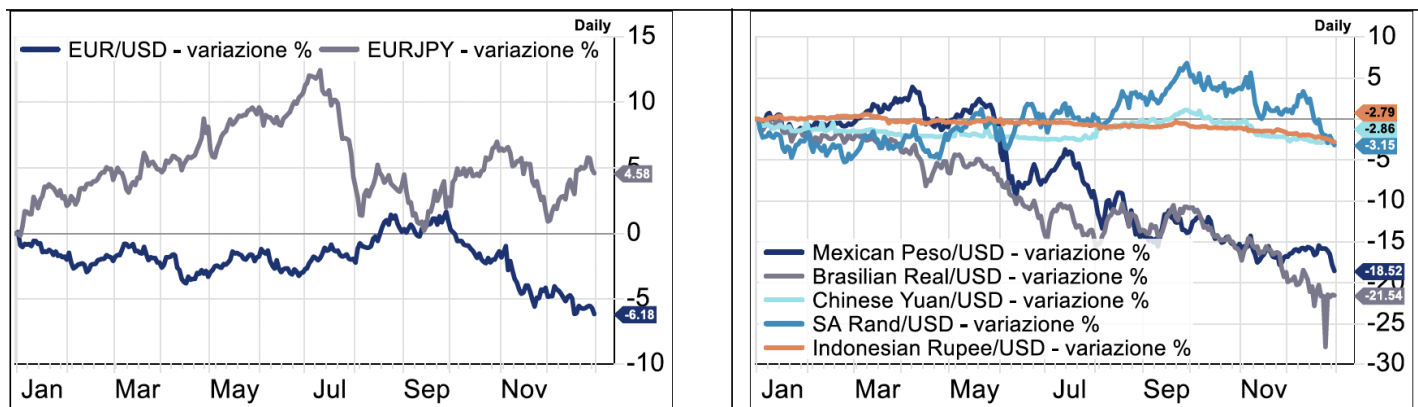 Daily
15
EUR/USD - variazione %
EURJPY - variazione %
10
5
4.58
0
-5
-6.18
-10
Jan
Mar
May
Jul
Sep
Nov
Daily
10
5
-2.79
-2.86
-3.15
-5
-10
-15
Mexican Peso/USD - variazione %
-18.52
Brasilian Real/USD - variazione %
-20
-21.54
Chinese Yuan/USD - variazione %
SA Rand/USD - variazione %
-25
Indonesian Rupee/USD - variazione %
-30
Jan
Mar
May
Jul
Sep
Nov